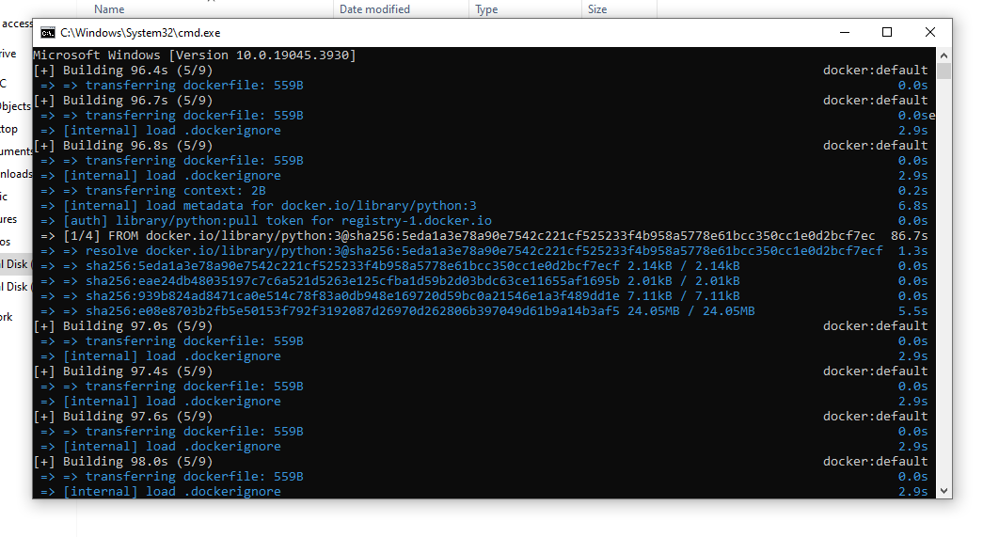 Name Date modified Type Size
access
rive
C
Objects
ktop
uments
nloads
ic
ures
os
al Disk (
al Disk (
ork
C:\Windows\System32\cmd.exe
Microsoft Windows [Version 10.0.19045.3930]
[+] Building 96.4s (5/9) docker:default
=> => transferring dockerfile: 559B 0.0s
[+] Building 96.7s (5/9) docker:default
=> => transferring dockerfile: 559B 0.0se
=> [internal] load .dockerignore 2.9s
[+] Building 96.8s (5/9) docker:default
=> => transferring dockerfile: 559B 0.0s
=> [internal] load .dockerignore 2.9s
=> => transferring context: 2B 0.2s
=> [internal] load metadata for docker.io/library/python:3 6.8s
=> [auth] library/python:pull token for registry-1.docker.io 0.0s
=> [1/4] FROM docker.io/library/python:3@sha256:5eda1a3e78a90e7542c221cf525233f4b958a5778e61bcc350cc1e0d2bcf7ec 86.7s
=> => resolve docker.io/library/python:3@sha256:5eda1a3e78a90e7542c221cf525233f4b958a5778e61bcc350cc1e0d2bcf7ecf 1.3s
=> => sha256:5eda1a3e78a90e7542c221cf525233f4b958a5778e61bcc350cc1e0d2bcf7ecf 2.14kB / 2.14kB 0.0s
=> => sha256:eae24db48035197c7c6a521d5263e125cfba1d59b2d03bdc63ce11655af1695b 2.01kB / 2.01kB 0.0s
=> => sha256:939b824ad8471ca0e514c78f83a0db948e169720d59bc0a21546e1a3f489dd1e 7.11kB / 7.11kB 0.0s
=> => sha256:e08e8703b2fb5e50153f792f3192087d26970d262806b397049d61b9a14b3af5 24.05MB / 24.05MB 5.5s
[+] Building 97.0s (5/9) docker:default
=> => transferring dockerfile: 559B 0.0s
=> [internal] load .dockerignore 2.9s
[+] Building 97.4s (5/9) docker:default
=> => transferring dockerfile: 559B 0.0s
=> [internal] load .dockerignore 2.9s
[+] Building 97.6s (5/9) docker:default
=> => transferring dockerfile: 559B 0.0s
=> [internal] load .dockerignore 2.9s
[+] Building 98.0s (5/9) docker:default
=> => transferring dockerfile: 559B 0.0s
=> [internal] load .dockerignore 2.9s